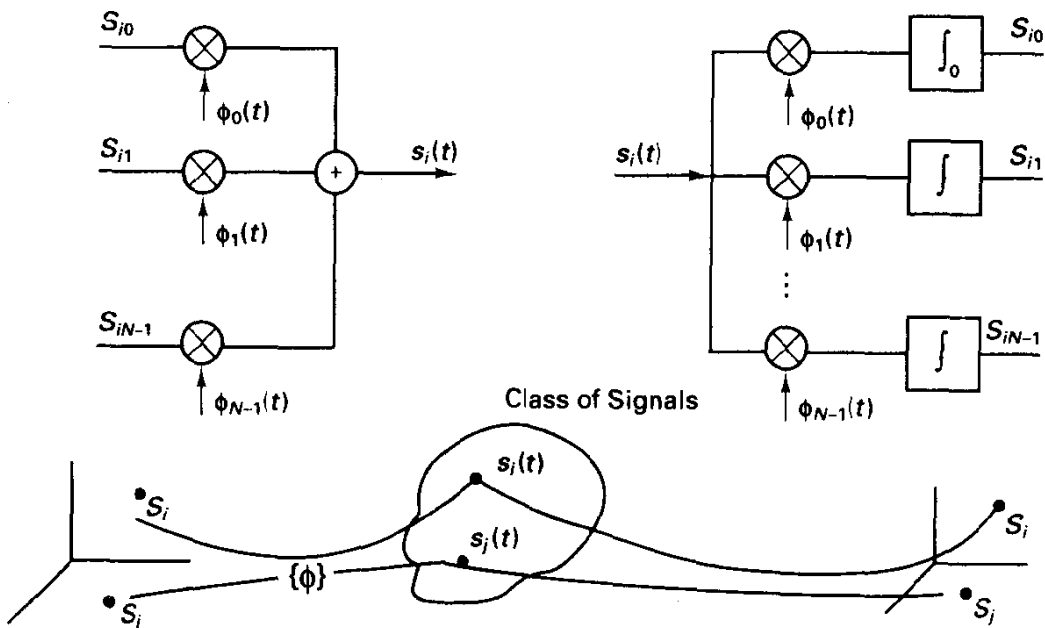 S_{i0}
ϕ_0(t)
S_{i1}
ϕ_1(t)
S_{iN-1}
ϕ_{N-1}(t)
+
s_i(t)
s_i(t)
ϕ_0(t)
∫_0
S_{i0}
ϕ_1(t)
∫
S_{i1}
⋮
ϕ_{N-1}(t)
∫
S_{iN-1}
Class of Signals
S_i
s_i(t)
S_i
S_j
{ϕ}
s_j(t)
S_j